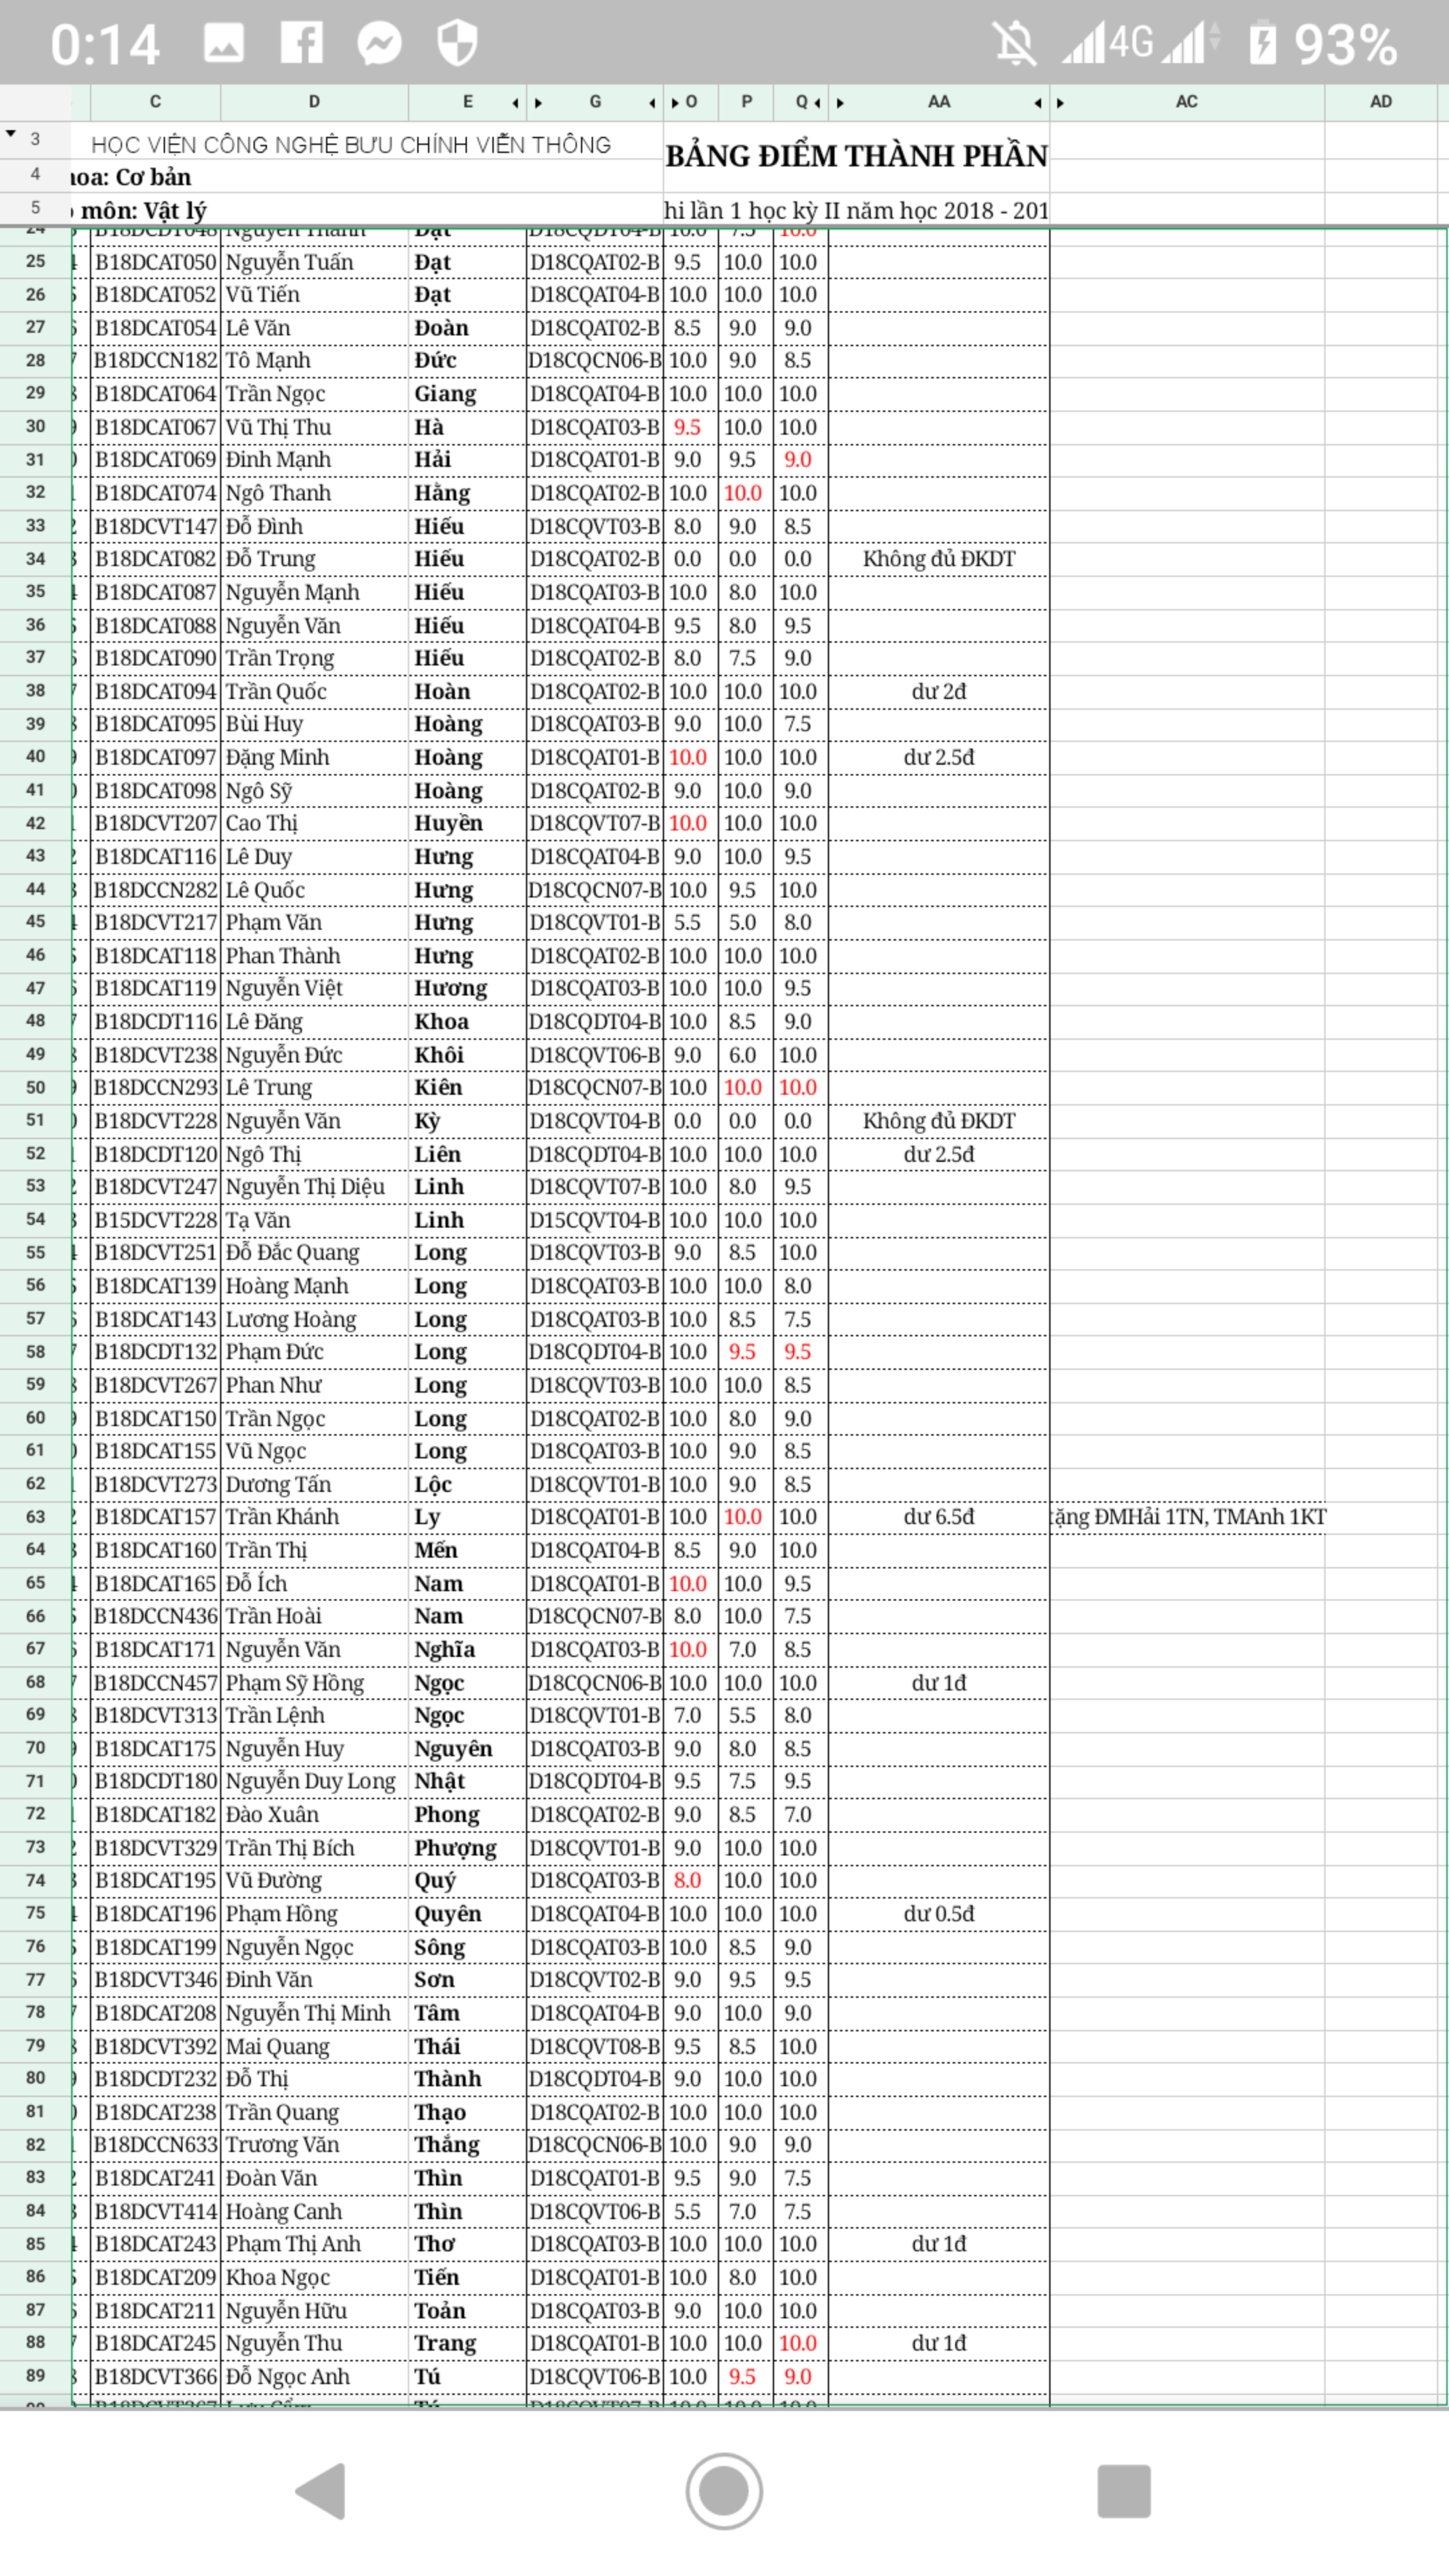 0:14 4G 93%
C D E G O P Q AA AC AD
3 HỌC VIỆN CÔNG NGHỆ BƯU CHÍNH VIỄN THÔNG BẢNG ĐIỂM THÀNH PHẦN
4 hoa: Cơ bản
5 môn: Vật lý hi lần 1 học kỳ II năm học 2018 - 201
24 B18DCDT048 Nguyễn Thành Đạt D18CQDT04-B 10.0 7.5 10.0
25 B18DCAT050 Nguyễn Tuấn Đạt D18CQAT02-B 9.5 10.0 10.0
26 B18DCAT052 Vũ Tiến Đạt D18CQAT04-B 10.0 10.0 10.0
27 B18DCAT054 Lê Văn Đoàn D18CQAT02-B 8.5 9.0 9.0
28 B18DCCN182 Tô Mạnh Đức D18CQCN06-B 10.0 9.0 8.5
29 B18DCAT064 Trần Ngọc Giang D18CQAT04-B 10.0 10.0 10.0
30 B18DCAT067 Vũ Thị Thu Hà D18CQAT03-B 9.5 10.0 10.0
31 B18DCAT069 Đinh Mạnh Hải D18CQAT01-B 9.0 9.5 9.0
32 B18DCAT074 Ngô Thanh Hằng D18CQAT02-B 10.0 10.0 10.0
33 B18DCVT147 Đỗ Đình Hiếu D18CQVT03-B 8.0 9.0 8.5
34 B18DCAT082 Đỗ Trung Hiếu D18CQAT02-B 0.0 0.0 0.0 Không đủ ĐKDT
35 B18DCAT087 Nguyễn Mạnh Hiếu D18CQAT03-B 10.0 8.0 10.0
36 B18DCAT088 Nguyễn Văn Hiếu D18CQAT04-B 9.5 8.0 9.5
37 B18DCAT090 Trần Trọng Hiếu D18CQAT02-B 8.0 7.5 9.0
38 B18DCAT094 Trần Quốc Hoàn D18CQAT02-B 10.0 10.0 10.0 dư 2đ
39 B18DCAT095 Bùi Huy Hoàng D18CQAT03-B 9.0 10.0 7.5
40 B18DCAT097 Đặng Minh Hoàng D18CQAT01-B 10.0 10.0 10.0 dư 2.5đ
41 B18DCAT098 Ngô Sỹ Hoàng D18CQAT02-B 9.0 10.0 9.0
42 B18DCVT207 Cao Thị Huyền D18CQVT07-B 10.0 10.0 10.0
43 B18DCAT116 Lê Duy Hưng D18CQAT04-B 9.0 10.0 9.5
44 B18DCCN282 Lê Quốc Hưng D18CQCN07-B 10.0 9.5 10.0
45 B18DCVT217 Phạm Văn Hưng D18CQVT01-B 5.5 5.0 8.0
46 B18DCAT118 Phan Thành Hưng D18CQAT02-B 10.0 10.0 10.0
47 B18DCAT119 Nguyễn Việt Hương D18CQAT03-B 10.0 10.0 9.5
48 B18DCDT116 Lê Đăng Khoa D18CQDT04-B 10.0 8.5 9.0
49 B18DCVT238 Nguyễn Đức Khôi D18CQVT06-B 9.0 6.0 10.0
50 B18DCCN293 Lê Trung Kiên D18CQCN07-B 10.0 10.0 10.0
51 B18DCVT228 Nguyễn Văn Kỳ D18CQVT04-B 0.0 0.0 0.0 Không đủ ĐKDT
52 B18DCDT120 Ngô Thị Liên D18CQDT04-B 10.0 10.0 10.0 dư 2.5đ
53 B18DCVT247 Nguyễn Thị Diệu Linh D18CQVT07-B 10.0 8.0 9.5
54 B15DCVT228 Tạ Văn Linh D15CQVT04-B 10.0 10.0 10.0
55 B18DCVT251 Đỗ Đắc Quang Long D18CQVT03-B 9.0 8.5 10.0
56 B18DCAT139 Hoàng Mạnh Long D18CQAT03-B 10.0 10.0 8.0
57 B18DCAT143 Lương Hoàng Long D18CQAT03-B 10.0 8.5 7.5
58 B18DCDT132 Phạm Đức Long D18CQDT04-B 10.0 9.5 9.5
59 B18DCVT267 Phan Như Long D18CQVT03-B 10.0 10.0 8.5
60 B18DCAT150 Trần Ngọc Long D18CQAT02-B 10.0 8.0 9.0
61 B18DCAT155 Vũ Ngọc Long D18CQAT03-B 10.0 9.0 8.5
62 B18DCVT273 Dương Tấn Lộc D18CQVT01-B 10.0 9.0 8.5
63 B18DCAT157 Trần Khánh Ly D18CQAT01-B 10.0 10.0 10.0 dư 6.5đ tặng ĐMHải 1TN, TMAnh 1KT
64 B18DCAT160 Trần Thị Mến D18CQAT04-B 8.5 9.0 10.0
65 B18DCAT165 Đỗ Ích Nam D18CQAT01-B 10.0 10.0 9.5
66 B18DCCN436 Trần Hoài Nam D18CQCN07-B 8.0 10.0 7.5
67 B18DCAT171 Nguyễn Văn Nghĩa D18CQAT03-B 10.0 7.0 8.5
68 B18DCCN457 Phạm Sỹ Hồng Ngọc D18CQCN06-B 10.0 10.0 10.0 dư 1đ
69 B18DCVT313 Trần Lệnh Ngọc D18CQVT01-B 7.0 5.5 8.0
70 B18DCAT175 Nguyễn Huy Nguyên D18CQAT03-B 9.0 8.0 8.5
71 B18DCDT180 Nguyễn Duy Long Nhật D18CQDT04-B 9.5 7.5 9.5
72 B18DCAT182 Đào Xuân Phong D18CQAT02-B 9.0 8.5 7.0
73 B18DCVT329 Trần Thị Bích Phượng D18CQVT01-B 9.0 10.0 10.0
74 B18DCAT195 Vũ Đường Quý D18CQAT03-B 8.0 10.0 10.0
75 B18DCAT196 Phạm Hồng Quyên D18CQAT04-B 10.0 10.0 10.0 dư 0.5đ
76 B18DCAT199 Nguyễn Ngọc Sông D18CQAT03-B 10.0 8.5 9.0
77 B18DCVT346 Đinh Văn Sơn D18CQVT02-B 9.0 9.5 9.5
78 B18DCAT208 Nguyễn Thị Minh Tâm D18CQAT04-B 9.0 10.0 9.0
79 B18DCVT392 Mai Quang Thái D18CQVT08-B 9.5 8.5 10.0
80 B18DCDT232 Đỗ Thị Thành D18CQDT04-B 9.0 10.0 10.0
81 B18DCAT238 Trần Quang Thạo D18CQAT02-B 10.0 10.0 10.0
82 B18DCCN633 Trương Văn Thắng D18CQCN06-B 10.0 9.0 9.0
83 B18DCAT241 Đoàn Văn Thìn D18CQAT01-B 9.5 9.0 7.5
84 B18DCVT414 Hoàng Canh Thìn D18CQVT06-B 5.5 7.0 7.5
85 B18DCAT243 Phạm Thị Anh Thơ D18CQAT03-B 10.0 10.0 10.0 dư 1đ
86 B18DCAT209 Khoa Ngọc Tiến D18CQAT01-B 10.0 8.0 10.0
87 B18DCAT211 Nguyễn Hữu Toản D18CQAT03-B 9.0 10.0 10.0
88 B18DCAT245 Nguyễn Thu Trang D18CQAT01-B 10.0 10.0 10.0 dư 1đ
89 B18DCVT366 Đỗ Ngọc Anh Tú D18CQVT06-B 10.0 9.5 9.0